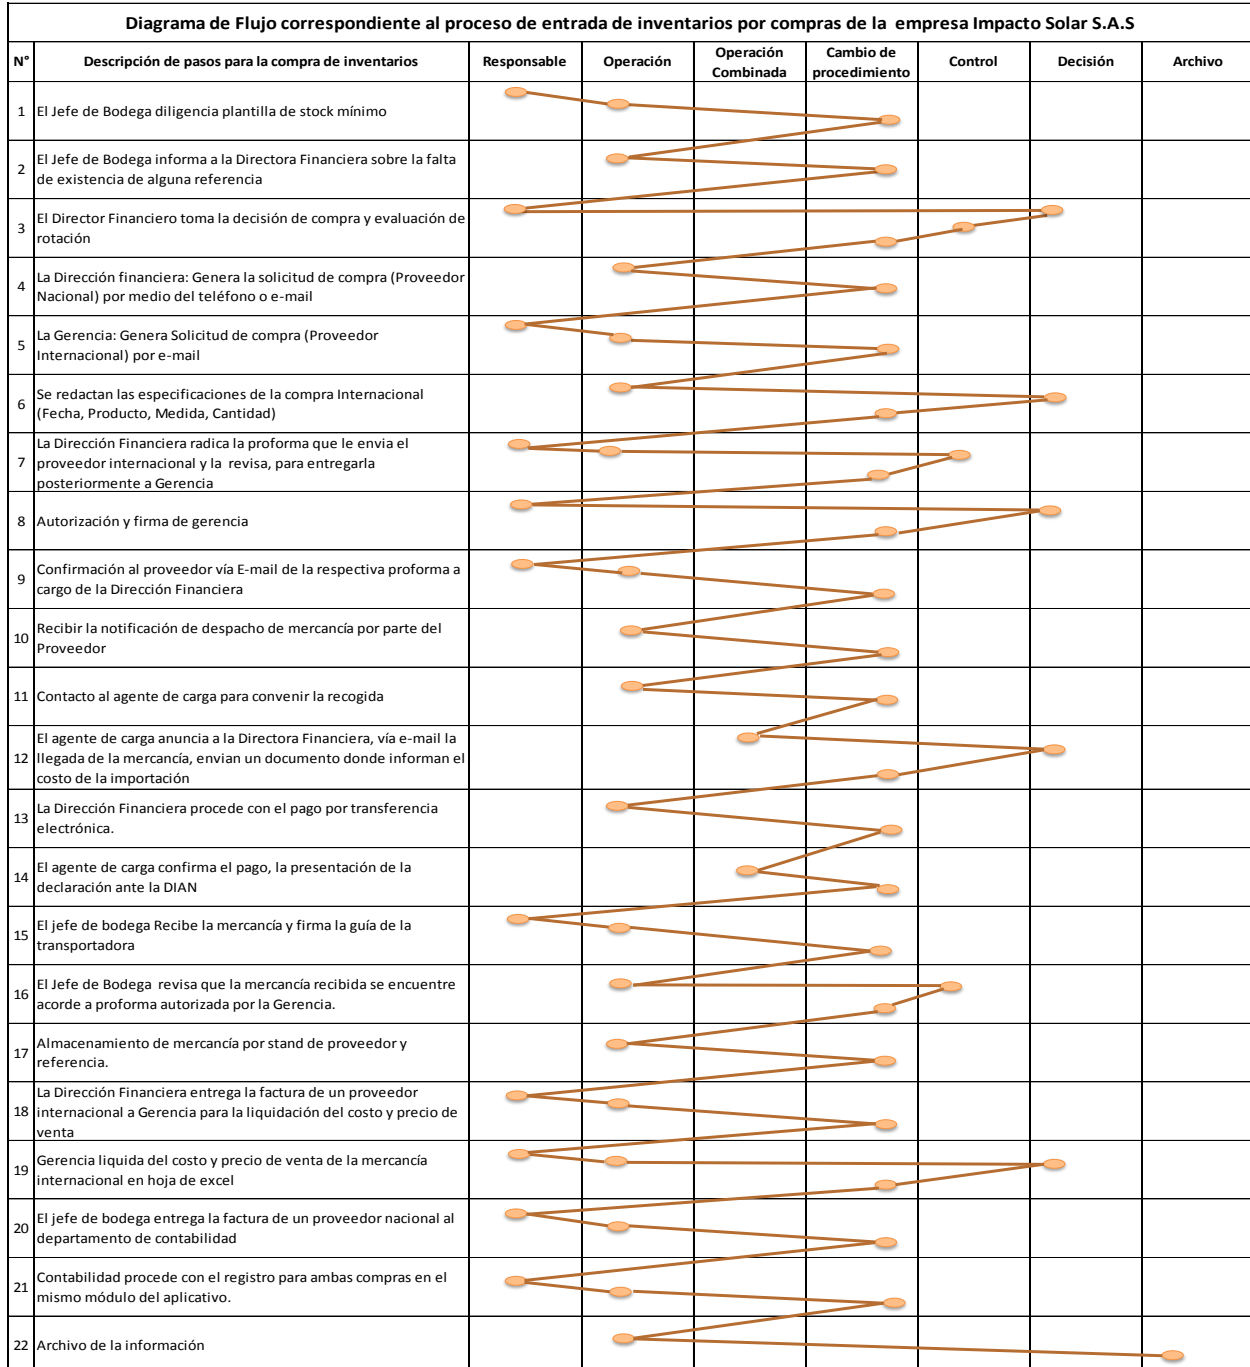 Diagrama de Flujo correspondiente al proceso de entrada de inventarios por compras de la empresa Impacto Solar S.A.S
N° Descripción de pasos para la compra de inventarios Responsable Operación Operación Combinada Cambio de procedimiento Control Decisión Archivo
1 El Jefe de Bodega diligencia plantilla de stock mínimo
2 El Jefe de Bodega informa a la Directora Financiera sobre la falta
de existencia de alguna referencia
3 El Director Financiero toma la decisión de compra y evaluación de
rotación
4 La Dirección financiera: Genera la solicitud de compra (Proveedor
Nacional) por medio del teléfono o e-mail
5 La Gerencia: Genera Solicitud de compra (Proveedor
Internacional) por e-mail
6 Se redactan las especificaciones de la compra Internacional
(Fecha, Producto, Medida, Cantidad)
7 La Dirección Financiera radica la proforma que le envia el
proveedor internacional y la revisa, para entregarla
posteriormente a Gerencia
8 Autorización y firma de gerencia
9 Confirmación al proveedor vía E-mail de la respectiva proforma a
cargo de la Dirección Financiera
10 Recibir la notificación de despacho de mercancía por parte del
Proveedor
11 Contacto al agente de carga para convenir la recogida
12 El agente de carga anuncia a la Directora Financiera, vía e-mail la
llegada de la mercancía, envian un documento donde informan el
costo de la importación
13 La Dirección Financiera procede con el pago por transferencia
electrónica.
14 El agente de carga confirma el pago, la presentación de la
declaración ante la DIAN
15 El jefe de bodega Recibe la mercancía y firma la guía de la
transportadora
16 El Jefe de Bodega revisa que la mercancía recibida se encuentre
acorde a proforma autorizada por la Gerencia.
17 Almacenamiento de mercancía por stand de proveedor y
referencia.
18 La Dirección Financiera entrega la factura de un proveedor
internacional a Gerencia para la liquidación del costo y precio de
venta
19 Gerencia liquida del costo y precio de venta de la mercancía
internacional en hoja de excel
20 El jefe de bodega entrega la factura de un proveedor nacional al
departamento de contabilidad
21 Contabilidad procede con el registro para ambas compras en el
mismo módulo del aplicativo.
22 Archivo de la información